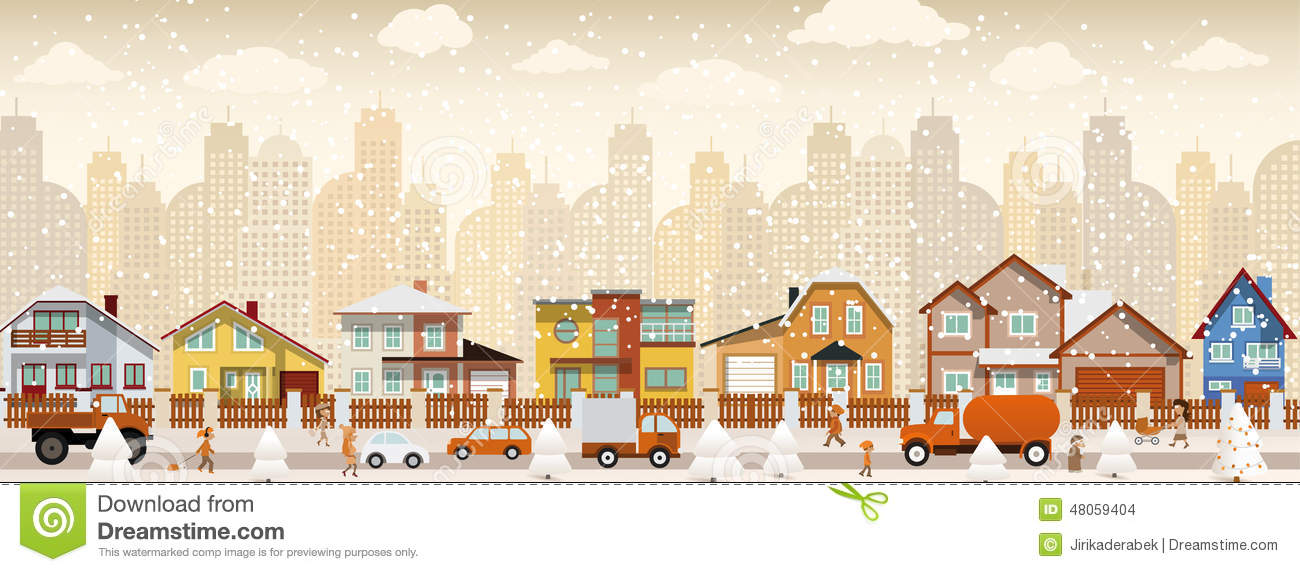 Download from
Dreamstime.com
This watermarked comp image is for previewing purposes only.
ID 48059404
© Jirikaderabek | Dreamstime.com